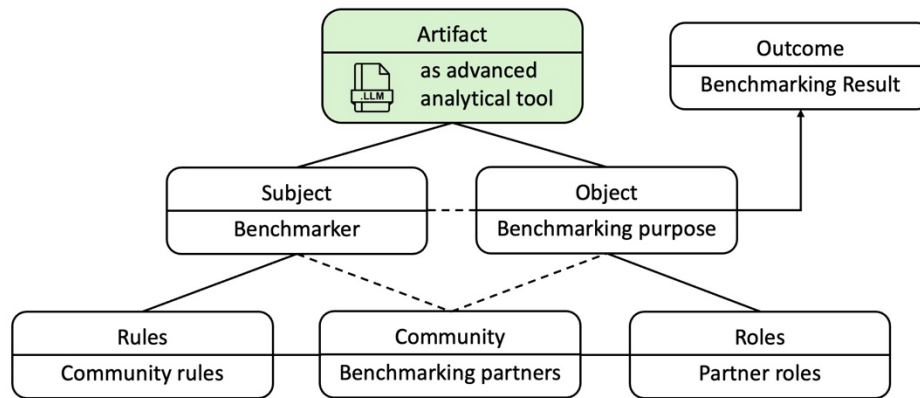 Artifact
.LLM
as advanced
analytical tool
Outcome
Benchmarking Result
Subject
Benchmarker
Object
Benchmarking purpose
Rules
Community rules
Community
Benchmarking partners
Roles
Partner roles